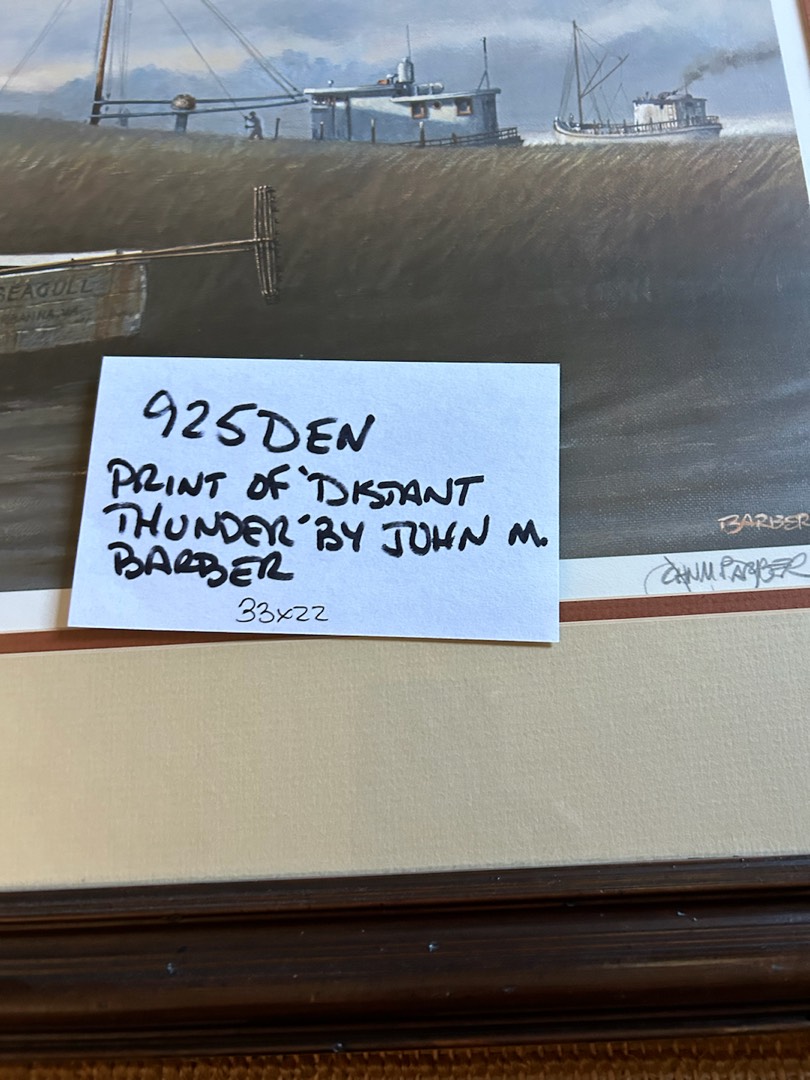 SEAGULL
925DEN
PRINT OF 'DISTANT
THUNDER' BY JOHN M.
BARBER
33x22
BARBER
JOHN M. BARBER